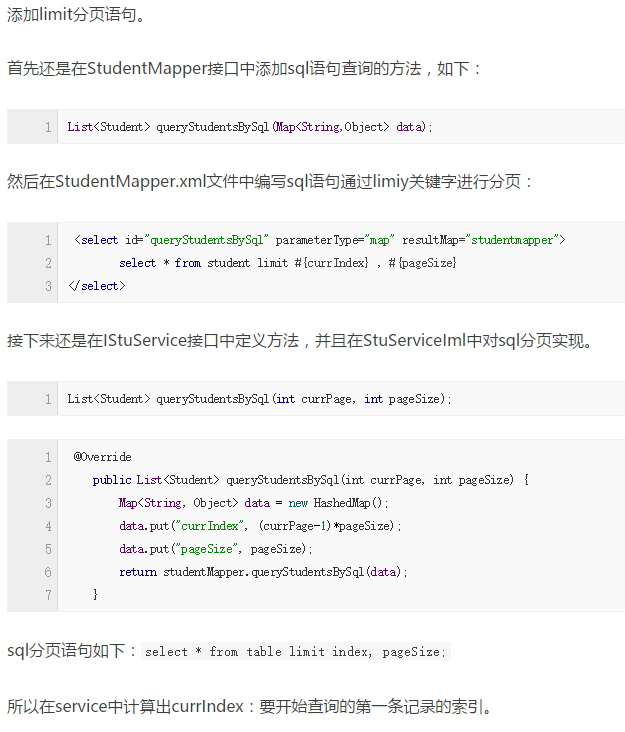 添加limit分页语句。
首先还是在StudentMapper接口中添加sql语句查询的方法，如下：
1 List<Student> queryStudentsBySql(Map<String,Object> data);
然后在StudentMapper.xml文件中编写sql语句通过limiy关键字进行分页：
1 <select id="queryStudentsBySql" parameterType="map" resultMap="studentmapper">
2 select * from student limit #{currIndex} , #{pageSize}
3 </select>
接下来还是在IStuService接口中定义方法，并且在StuServiceIml中对sql分页实现。
1 List<Student> queryStudentsBySql(int currPage, int pageSize);
1 @Override
2 public List<Student> queryStudentsBySql(int currPage, int pageSize) {
3 Map<String, Object> data = new HashedMap();
4 data.put("currIndex", (currPage-1)*pageSize);
5 data.put("pageSize", pageSize);
6 return studentMapper.queryStudentsBySql(data);
7 }
sql分页语句如下：select * from table limit index, pageSize;
所以在service中计算出currIndex：要开始查询的第一条记录的索引。